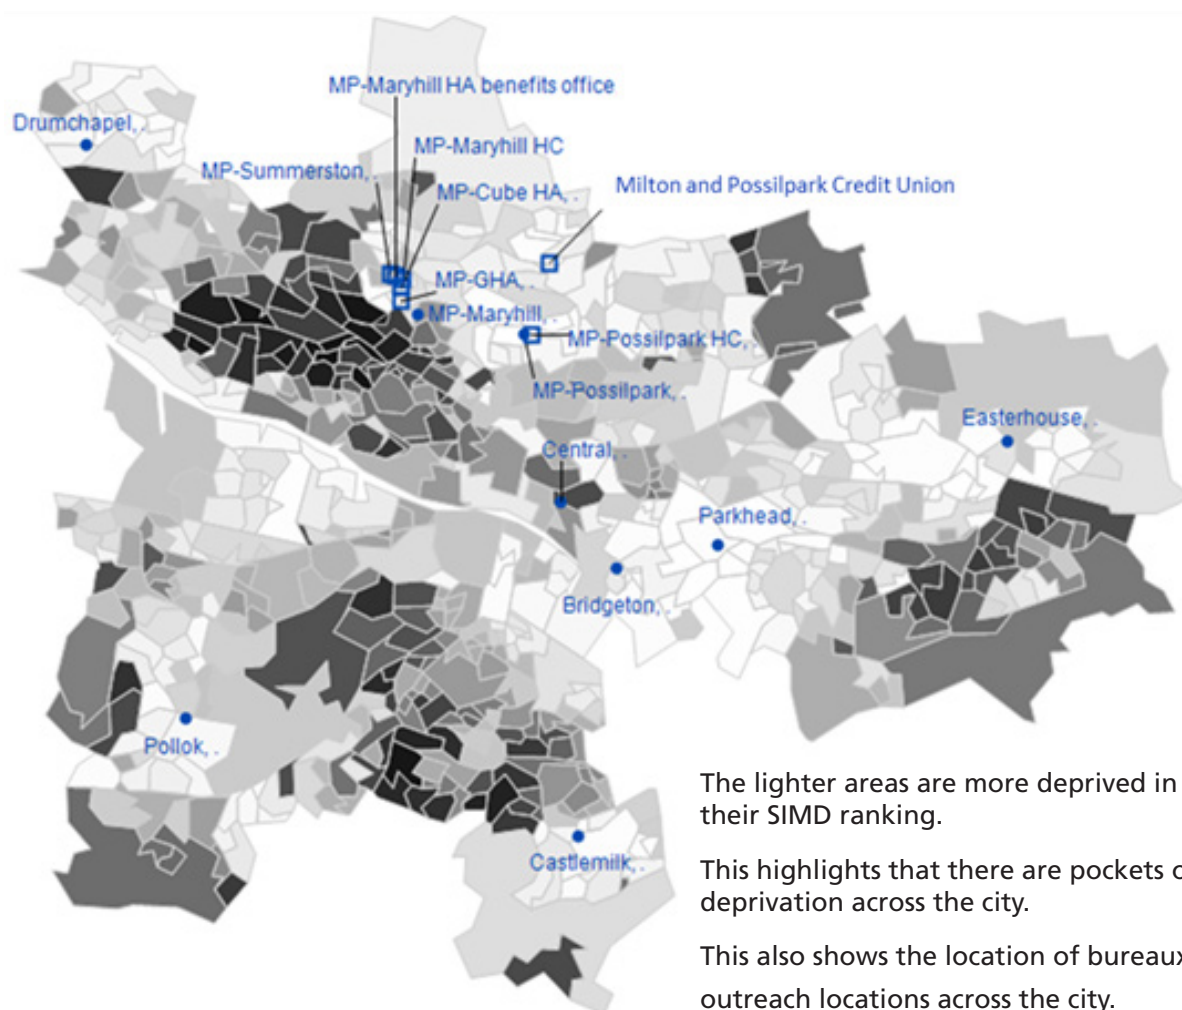 MP-Maryhill HA benefits office
Drumchapel, .
MP-Maryhill HC
MP-Summerston, .
MP-Cube HA, .
Milton and Possilpark Credit Union
MP-GHA, .
MP-Maryhill, .
MP-Possilpark HC, .
MP-Possilpark, .
Easterhouse, .
Central, .
Parkhead, .
Bridgeton, .
Pollok, .
Castlemilk, .
The lighter areas are more deprived in
their SIMD ranking.
This highlights that there are pockets
deprivation across the city.
This also shows the location of bureaux
outreach locations across the city.